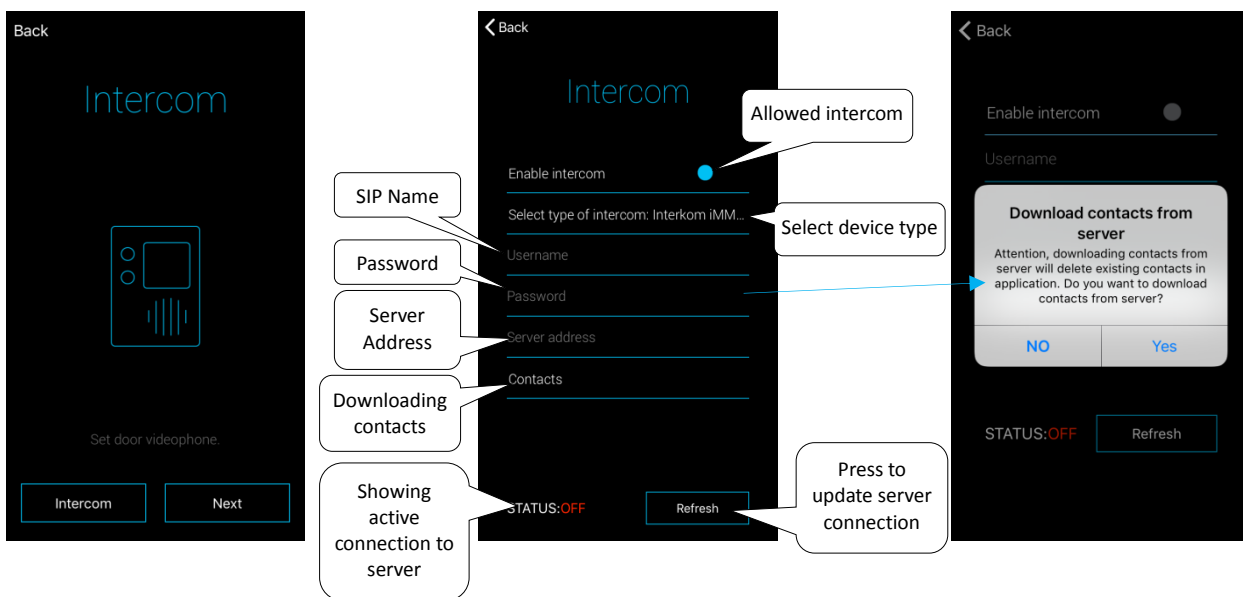 Back
Intercom
Set door videophone.
Intercom
Next
Back
Intercom
Enable intercom
Select type of intercom: Interkom iMM...
Username
Password
Server address
Contacts
STATUS:OFF
Refresh
Allowed intercom
SIP Name
Select device type
Password
Server
Address
Downloading
contacts
Showing
active
connection to
server
Press to
update server
connection
Back
Enable intercom
Username
Download contacts from
server
Attention, downloading contacts from
server will delete existing contacts in
application. Do you want to download
contacts from server?
NO
Yes
STATUS:OFF
Refresh